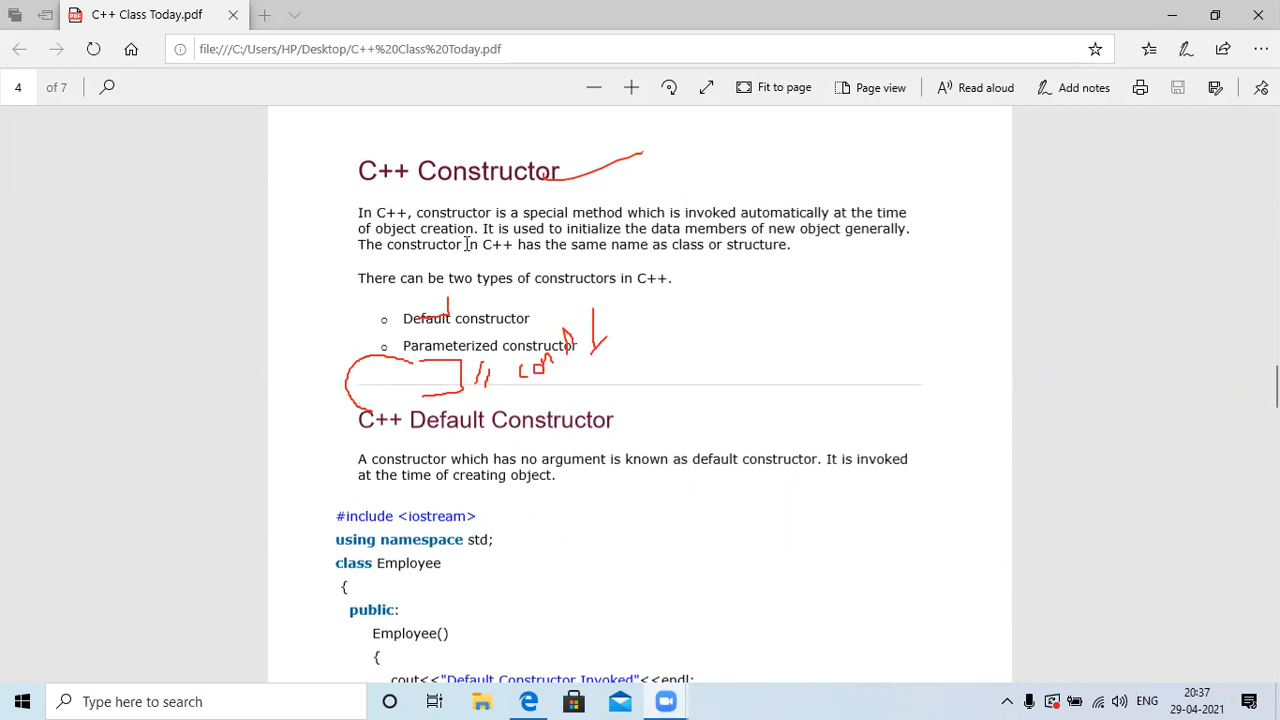 C++ Class Today.pdf
file:///C:/Users/HP/Desktop/C++%20Class%20Today.pdf
4 of 7 Fit to page Page view Read aloud Add notes
C++ Constructor
In C++, constructor is a special method which is invoked automatically at the time
of object creation. It is used to initialize the data members of new object generally.
The constructor in C++ has the same name as class or structure.
There can be two types of constructors in C++.
Default constructor
Parameterized constructor
C++ Default Constructor
A constructor which has no argument is known as default constructor. It is invoked
at the time of creating object.
#include <iostream>
using namespace std;
class Employee
{
public:
Employee()
{
cout<<"Default Constructor Invoked"<<endl;
Type here to search
ENG
20:37
29-04-2021